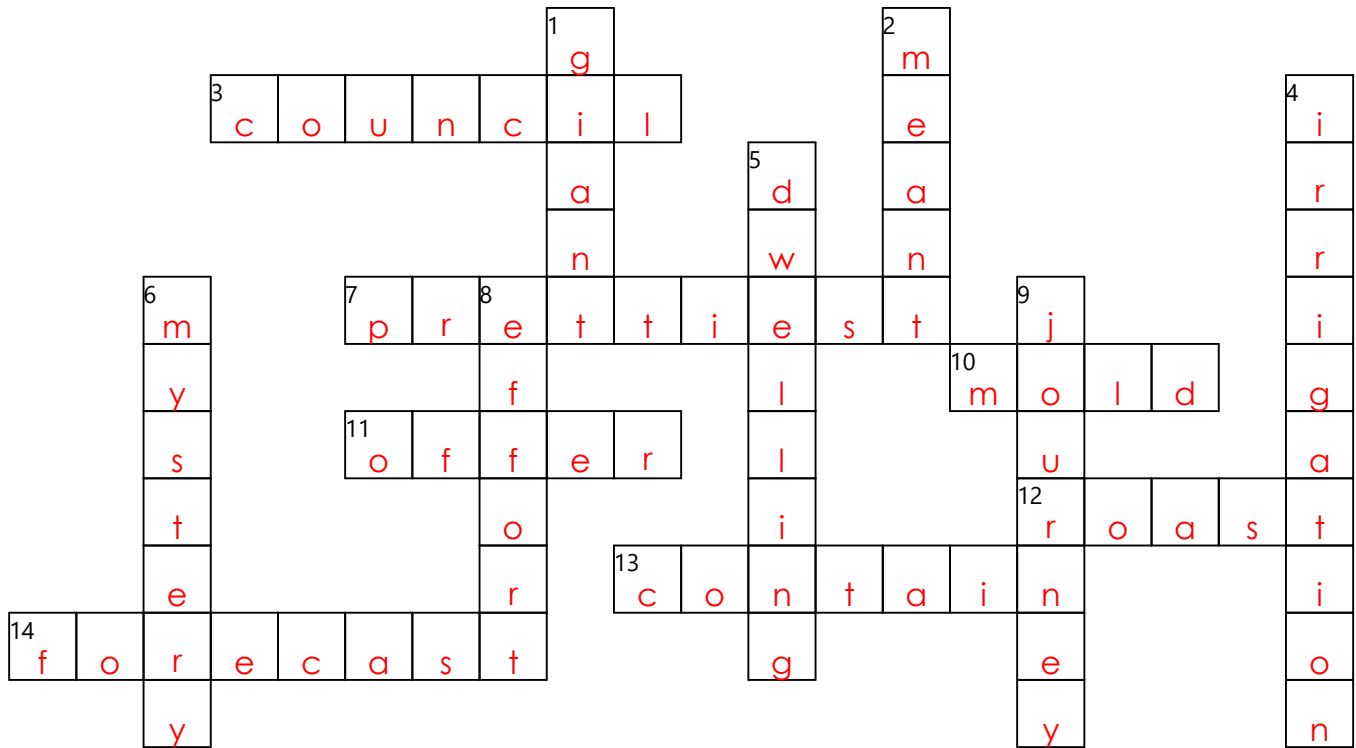 1 g 2 m
3 c o u n c i l e 4 i
a 5 d a r
n w n r
6 m 7 p r 8 e t t i e s t 9 j i
y f l 10 m o l d g
s 11 o f f e r l u a
t o i 12 r o a s t
e r 13 c o n t a i n i
14 f o r e c a s t g e o
y y n